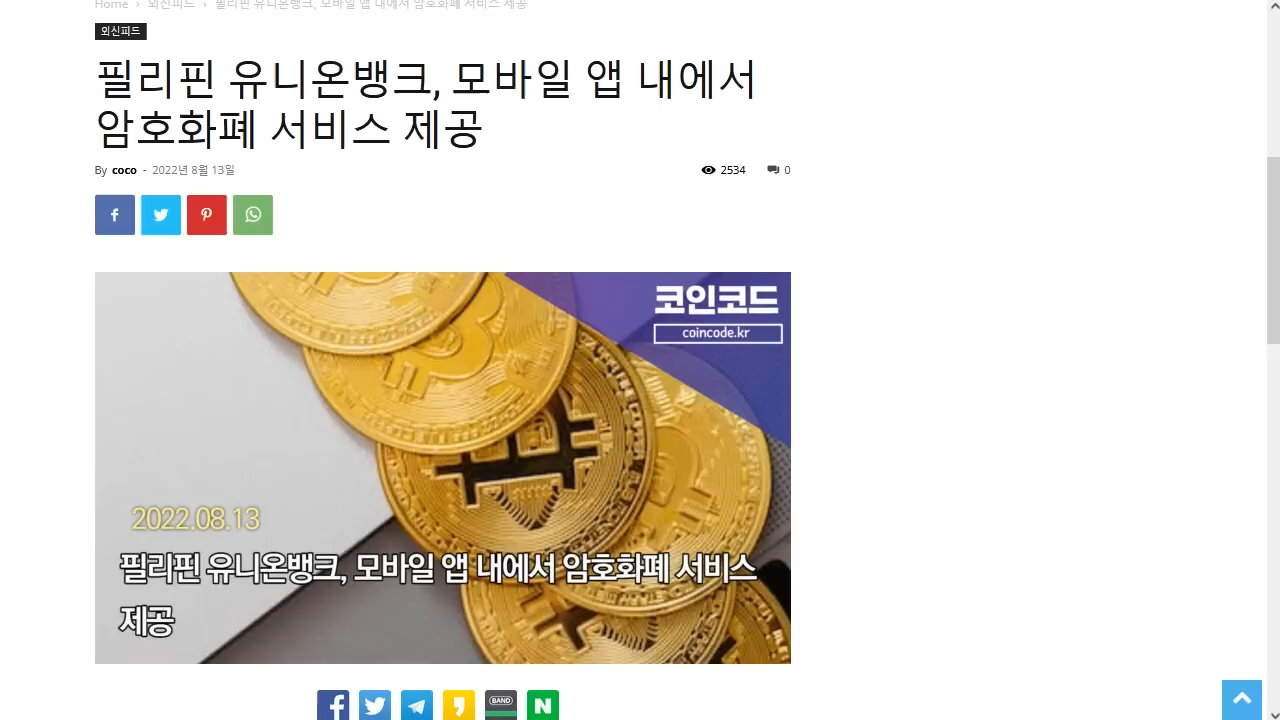 Home › 외신피드 › 필리핀 유니온뱅크, 모바일 앱 내에서 암호화폐 서비스 제공
외신피드
필리핀 유니온뱅크, 모바일 앱 내에서
암호화폐 서비스 제공
By coco - 2022년 8월 13일 2534 0
코인코드
coincode.kr
2022.08.13
필리핀 유니온뱅크, 모바일 앱 내에서 암호화폐 서비스
제공
BAND